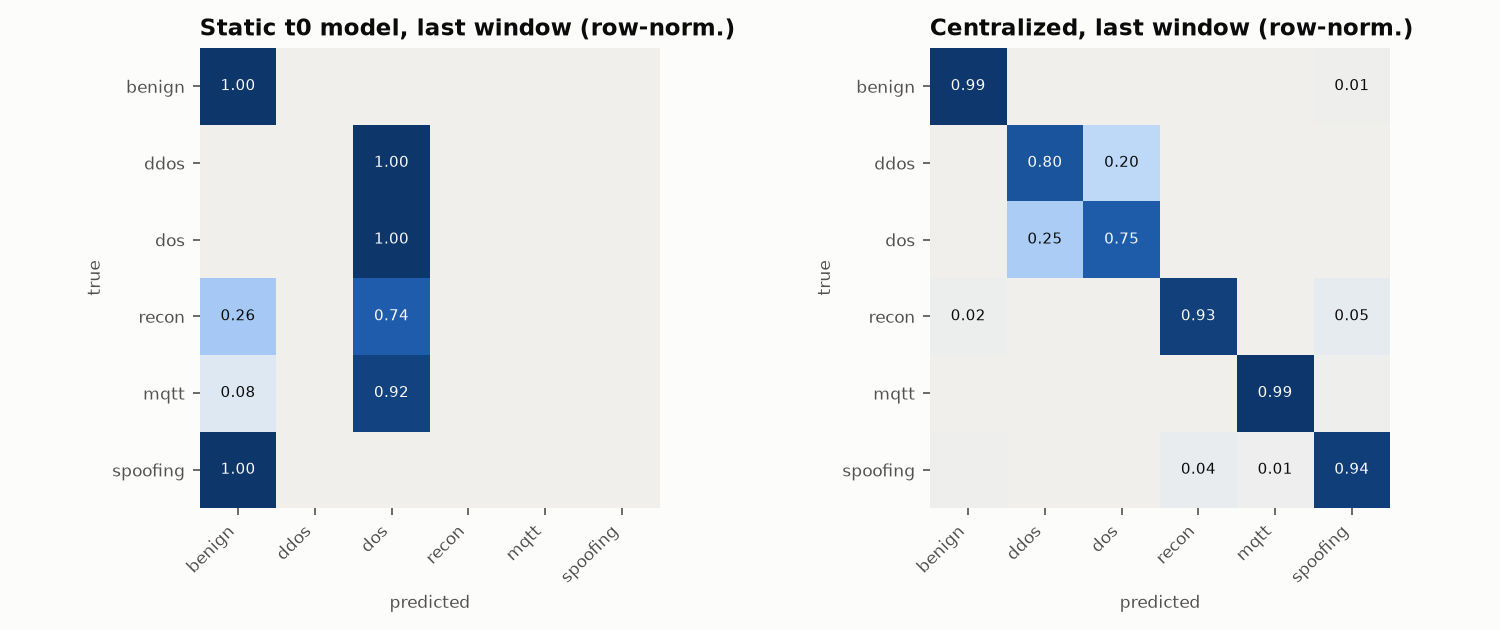 Static t0 model, last window (row-norm.)
true
benign 1.00
ddos 1.00
dos 1.00
recon 0.26 0.74
mqtt 0.08 0.92
spoofing 1.00
benign ddos dos recon mqtt spoofing
predicted
Centralized, last window (row-norm.)
true
benign 0.99 0.01
ddos 0.80 0.20
dos 0.25 0.75
recon 0.02 0.93 0.05
mqtt 0.99
spoofing 0.04 0.01 0.94
benign ddos dos recon mqtt spoofing
predicted